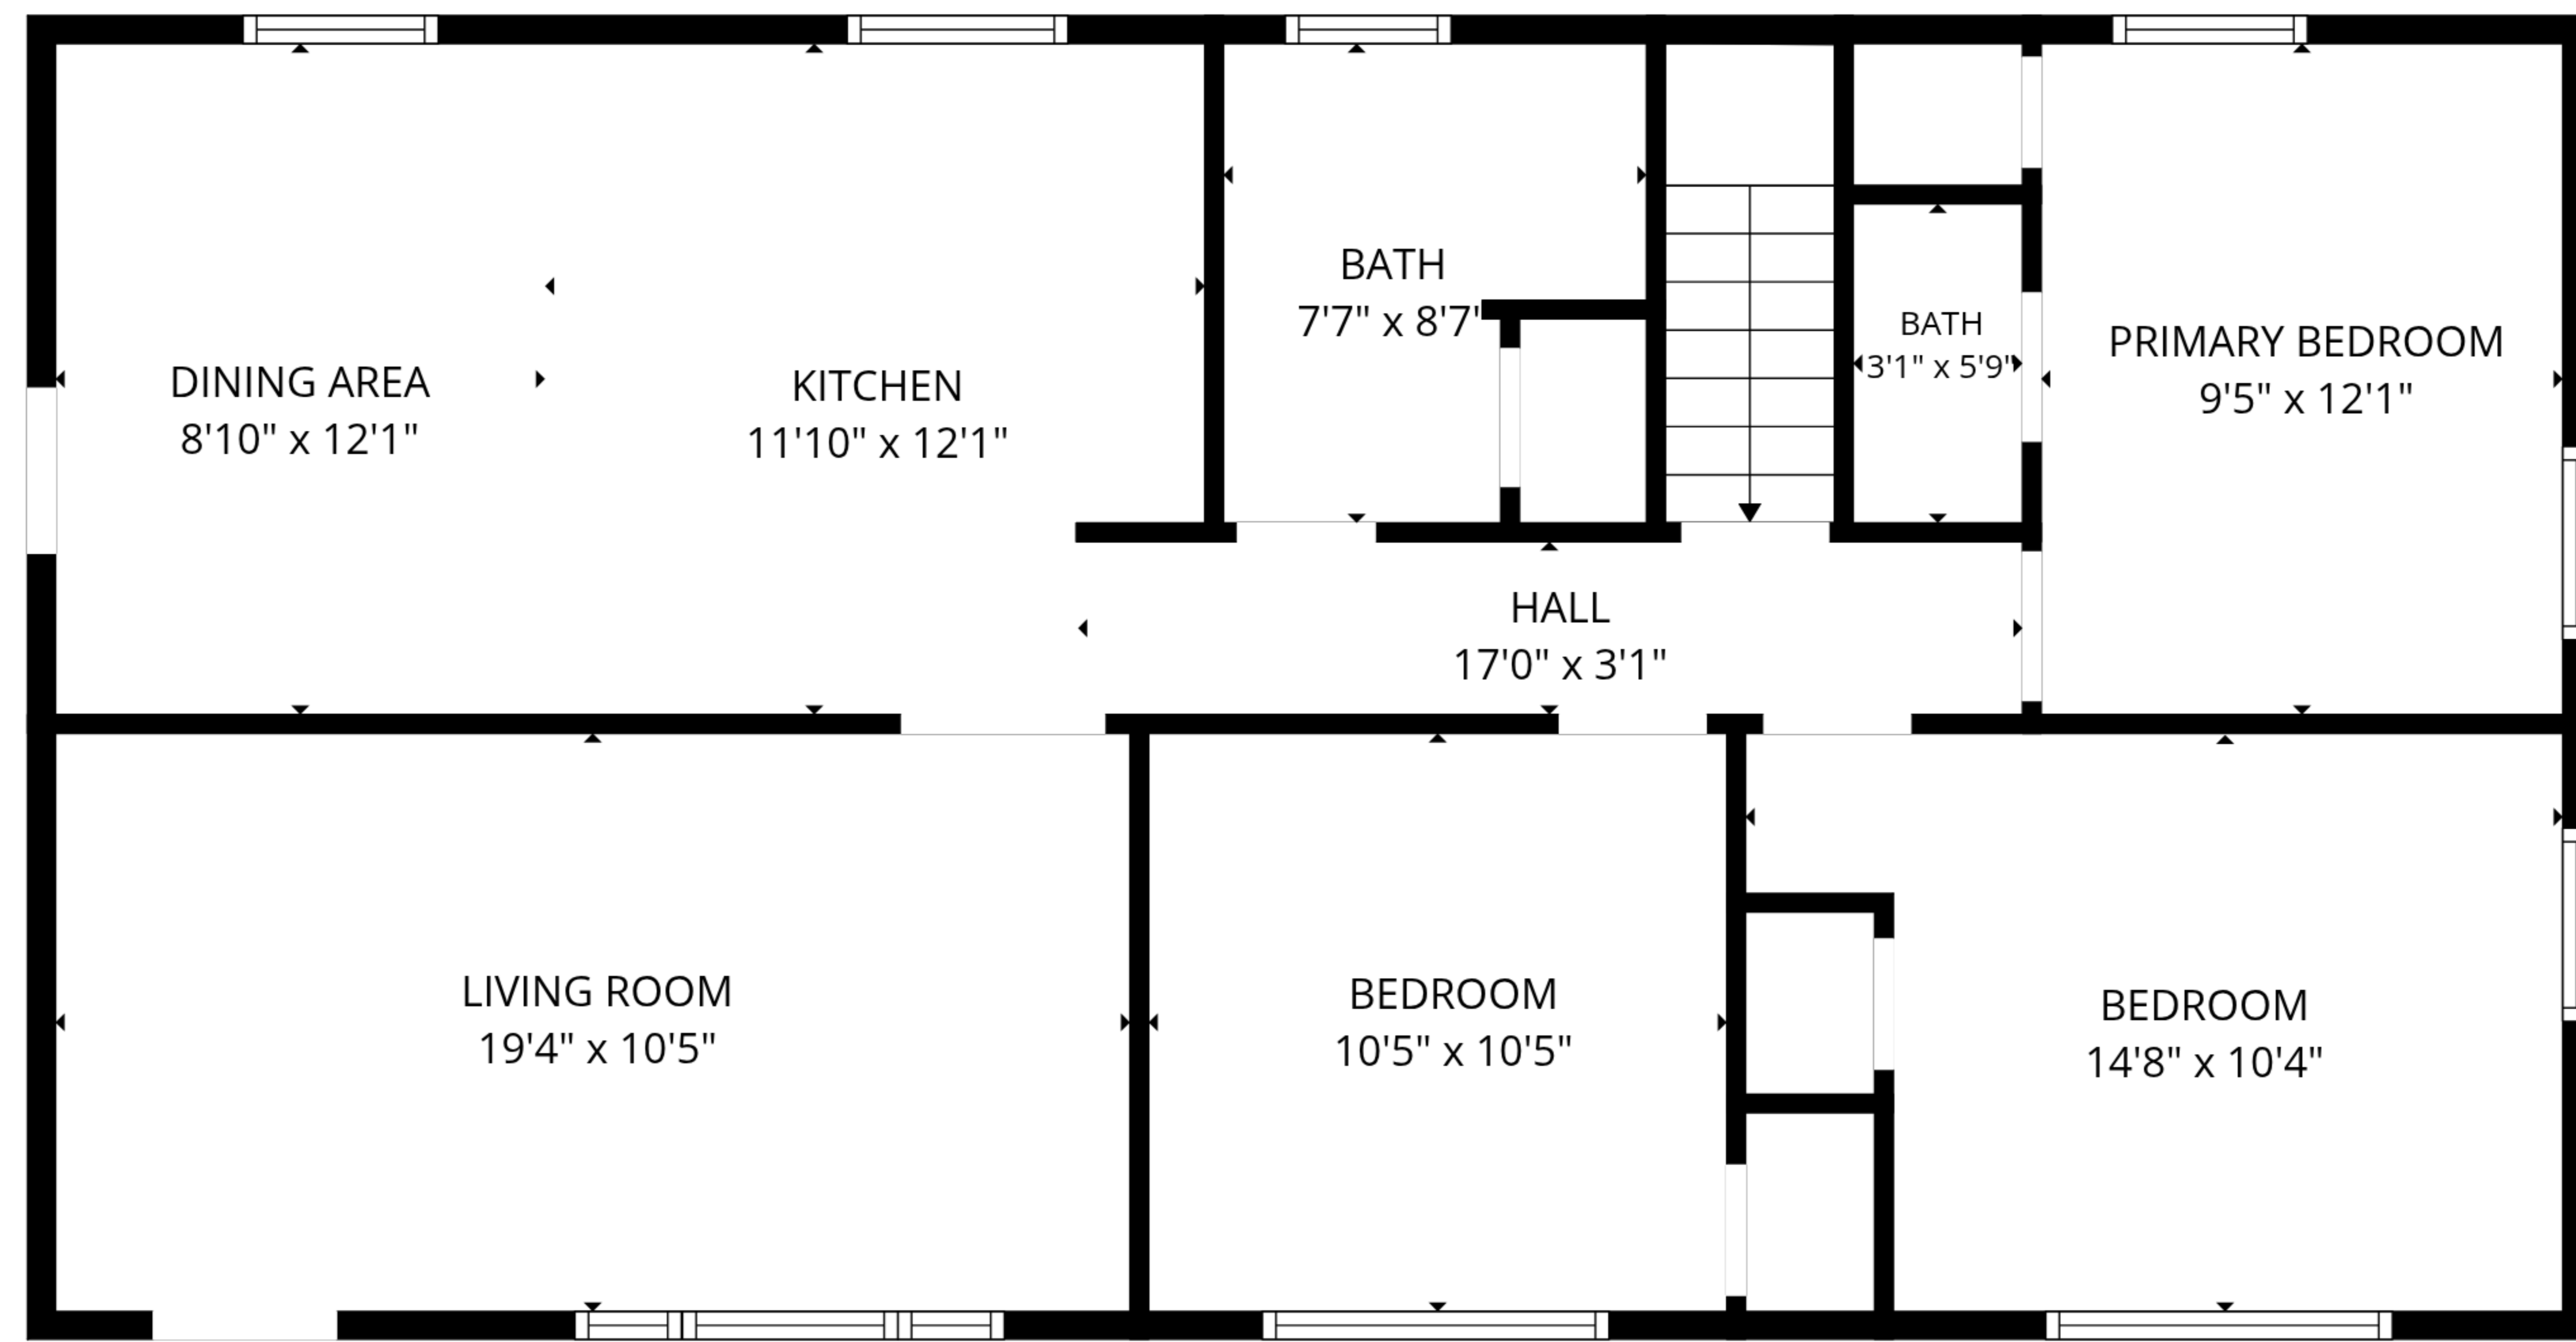 BATH
7'7" x 8'7"
BATH
3'1" x 5'9"
PRIMARY BEDROOM
9'5" x 12'1"
DINING AREA
8'10" x 12'1"
KITCHEN
11'10" x 12'1"
HALL
17'0" x 3'1"
LIVING ROOM
19'4" x 10'5"
BEDROOM
10'5" x 10'5"
BEDROOM
14'8" x 10'4"